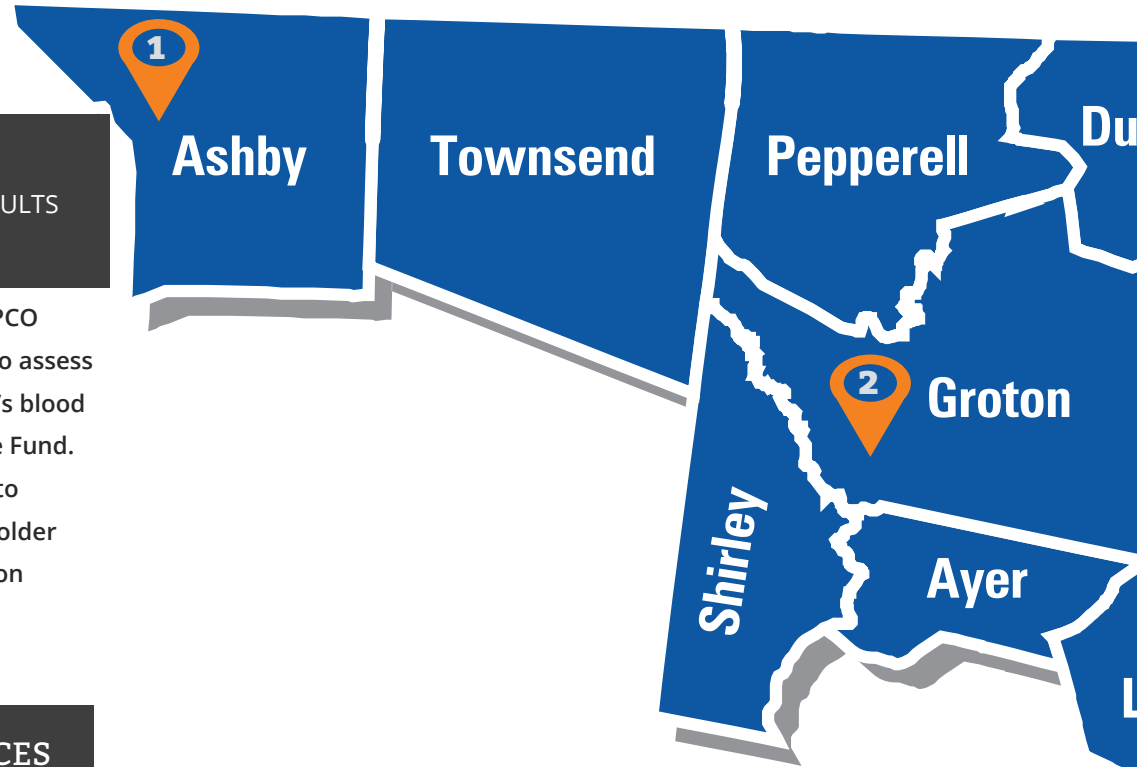 1
Ashby
Townsend
Pepperell
Du
ULTS
PCO
o assess
's blood
e Fund.
to
older
on
2
Groton
Shirley
Ayer
L
CES